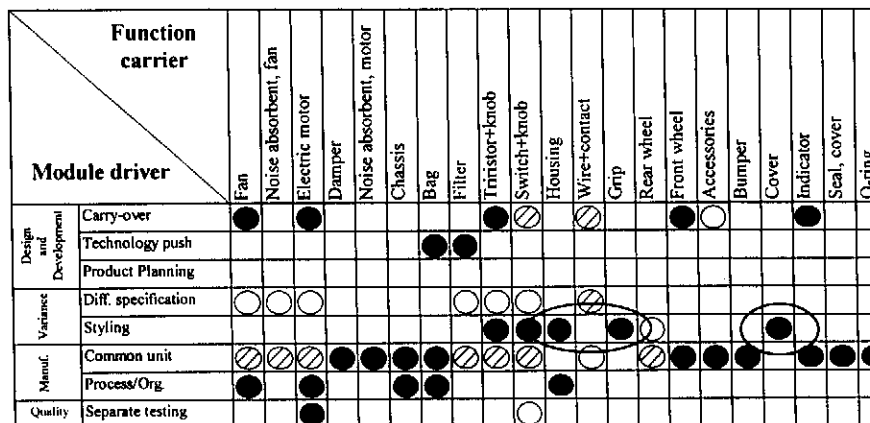 Function
carrier
Module driver
Fan
Noise absorbent, fan
Electric motor
Damper
Noise absorbent, motor
Chassis
Bag
Filter
Triristor+knob
Switch+knob
Housing
Wire+contact
Grip
Rear wheel
Front wheel
Accessories
Bumper
Cover
Indicator
Seal, cover
O-ring
Design
and
Development
Carry-over
Technology push
Product Planning
Variance
Diff. specification
Styling
Manuf.
Common unit
Process/Org.
Quality
Separate testing